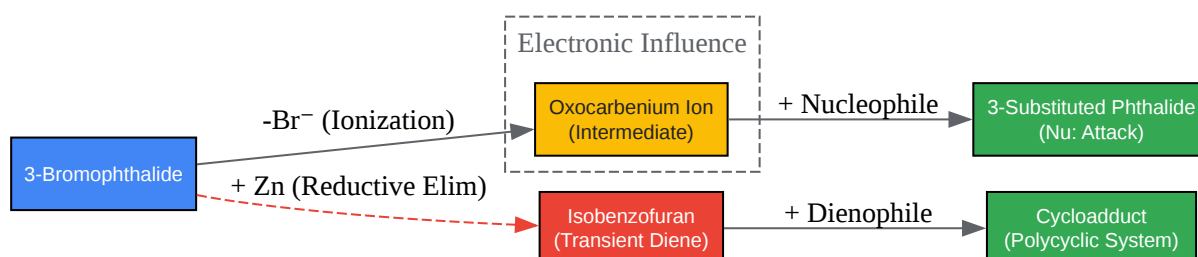 Electronic Influence
-Br⁻ (Ionization)
Oxocarbenium Ion
(Intermediate)
+ Nucleophile
3-Substituted Phthalide
(Nu: Attack)
3-Bromophthalide
+ Zn (Reductive Elim)
Isobenzofuran
(Transient Diene)
+ Dienophile
Cycloadduct
(Polycyclic System)